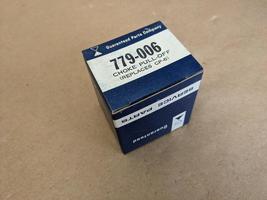 Guaranteed Parts Company
779-006
CHOKE PULL-OFF
(REPLACES CP-6)
SERVICE PARTS
Guaranteed